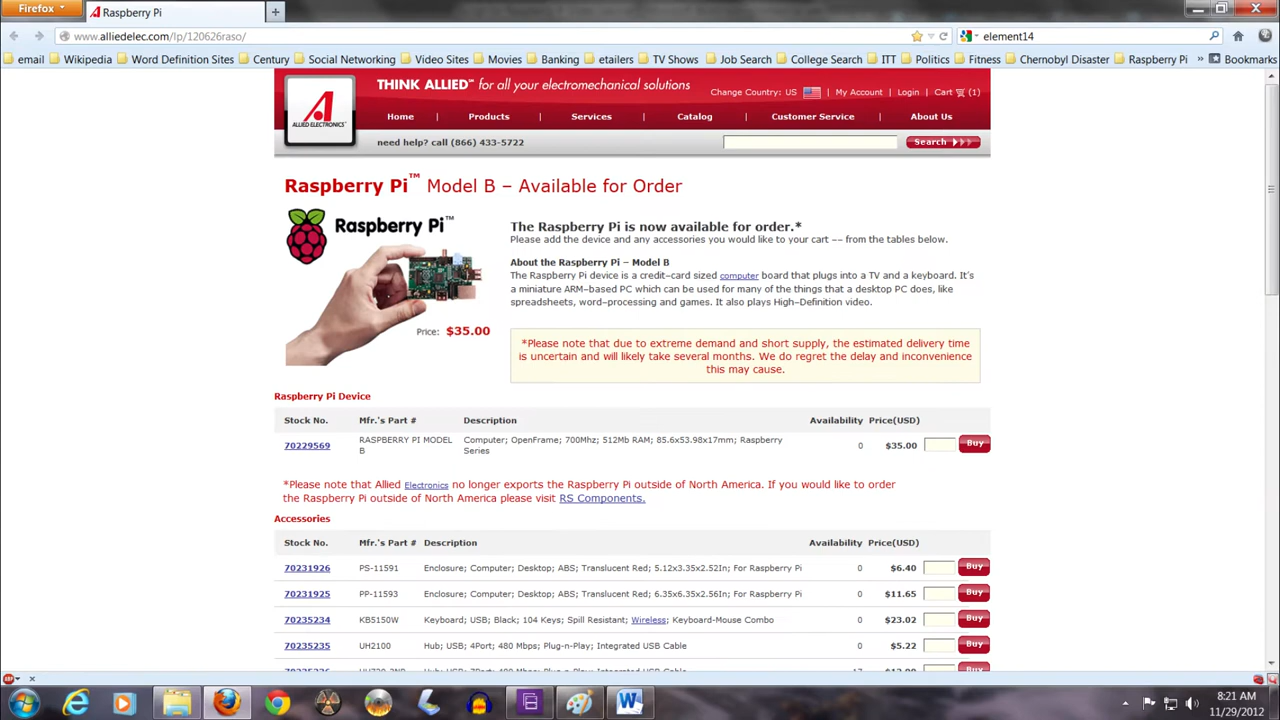 Firefox
Raspberry Pi
www.alliedelec.com/lp/120626raso/
element14
email Wikipedia Word Definition Sites Century Social Networking Video Sites Movies Banking etailers TV Shows Job Search College Search ITT Politics Fitness Chernobyl Disaster Raspberry Pi » Bookmarks
THINK ALLIED™ for all your electromechanical solutions
Change Country: US | My Account | Login | Cart (1)
ALLIED ELECTRONICS
Home | Products | Services | Catalog | Customer Service | About Us
need help? call (866) 433-5722
Search
Raspberry Pi™ Model B – Available for Order
Raspberry Pi™
Price: $35.00
The Raspberry Pi is now available for order.*
Please add the device and any accessories you would like to your cart -- from the tables below.
About the Raspberry Pi – Model B
The Raspberry Pi device is a credit–card sized computer board that plugs into a TV and a keyboard. It's
a miniature ARM–based PC which can be used for many of the things that a desktop PC does, like
spreadsheets, word–processing and games. It also plays High–Definition video.
*Please note that due to extreme demand and short supply, the estimated delivery time
is uncertain and will likely take several months. We do regret the delay and inconvenience
this may cause.
Raspberry Pi Device
Stock No. Mfr.'s Part # Description Availability Price(USD)
70229569 RASPBERRY PI MODEL B Computer; OpenFrame; 700Mhz; 512Mb RAM; 85.6x53.98x17mm; Raspberry Series 0 $35.00 Buy
*Please note that Allied Electronics no longer exports the Raspberry Pi outside of North America. If you would like to order
the Raspberry Pi outside of North America please visit RS Components.
Accessories
Stock No. Mfr.'s Part # Description Availability Price(USD)
70231926 PS-11591 Enclosure; Computer; Desktop; ABS; Translucent Red; 5.12x3.35x2.52In; For Raspberry Pi 0 $6.40 Buy
70231925 PP-11593 Enclosure; Computer; Desktop; ABS; Translucent Red; 6.35x6.35x2.56In; For Raspberry Pi 0 $11.65 Buy
70235234 KB5150W Keyboard; USB; Black; 104 Keys; Spill Resistant; Wireless; Keyboard-Mouse Combo 0 $23.02 Buy
70235235 UH2100 Hub; USB; 4Port; 480 Mbps; Plug-n-Play; Integrated USB Cable 0 $5.22 Buy
8:21 AM
11/29/2012